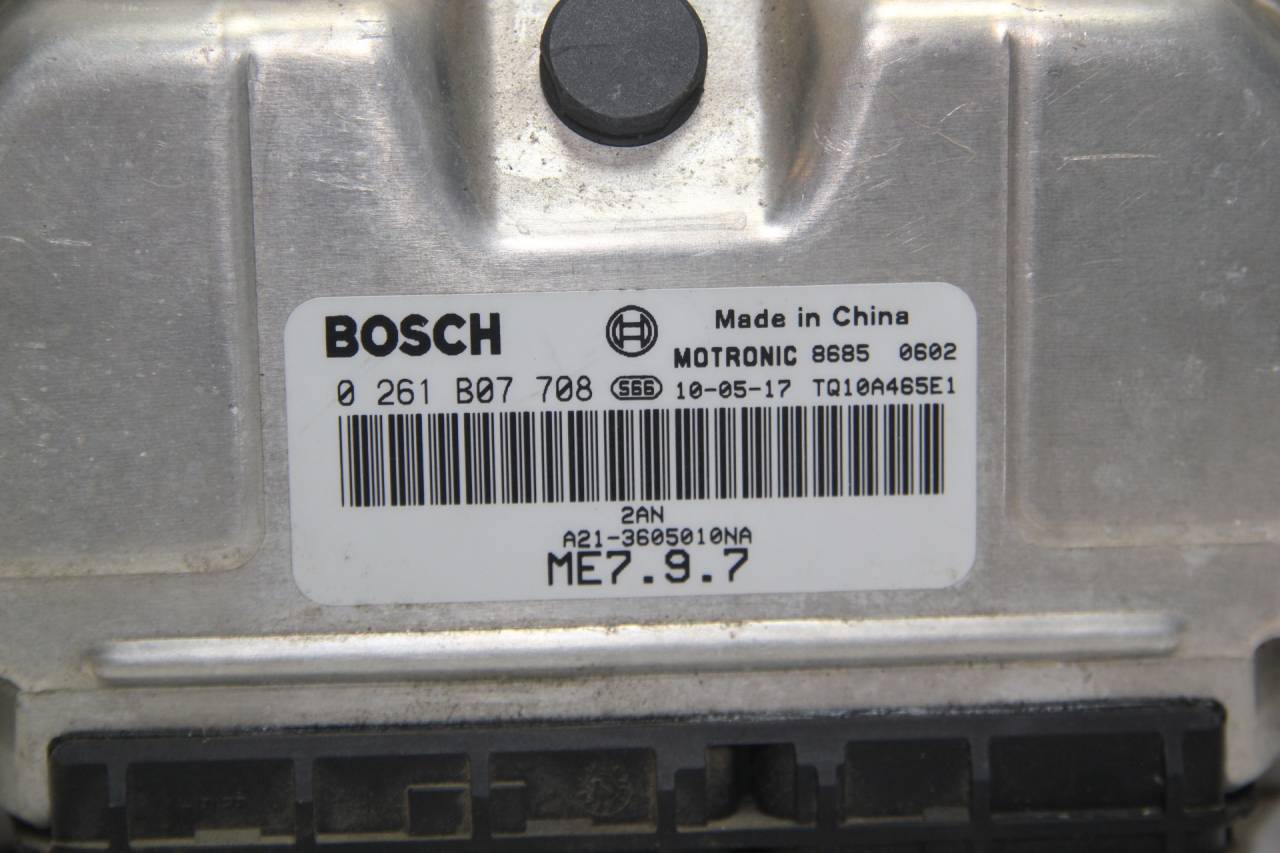 BOSCH
Made in China
MOTRONIC 8685 0602
0 261 B07 708 S66 10-05-17 TQ10A465E1
2AN
A21-3605010NA
ME7.9.7